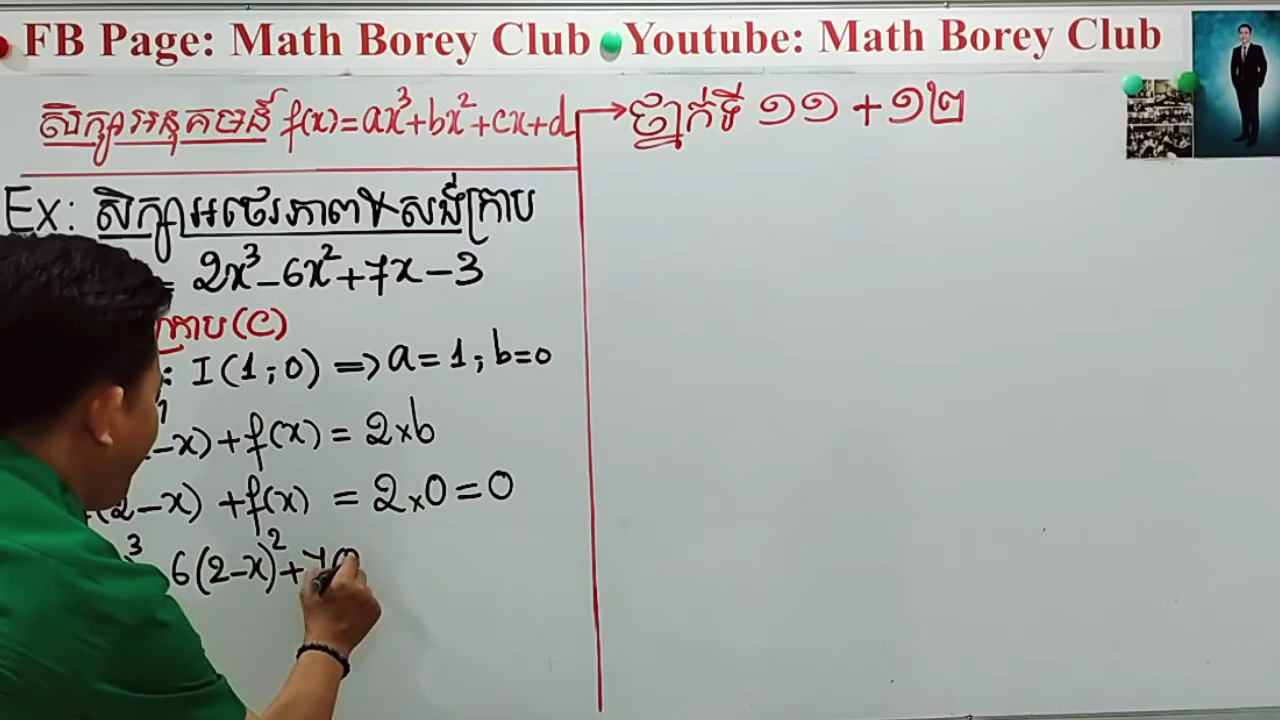 FB Page: Math Borey Club Youtube: Math Borey Club
សិក្សាអនុគមន៍ f(x)=ax³+bx²+cx+d → ថ្នាក់ទី ១១ + ១២
Ex: សិក្សាអថេរភាព & សង់ក្រាប
= 2x³-6x²+7x-3
ក្រាប(C)
: I(1;0) => a=1; b=0
-x)+f(x)=2×b
(2-x)+f(x)=2×0=0
³ 6(2-x)²+7(